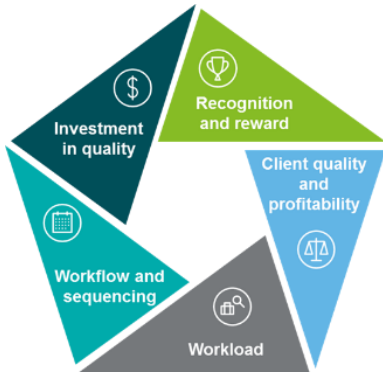 Investment
in quality
Recognition
and reward
Client quality
and
profitability
Workload
Workflow and
sequencing